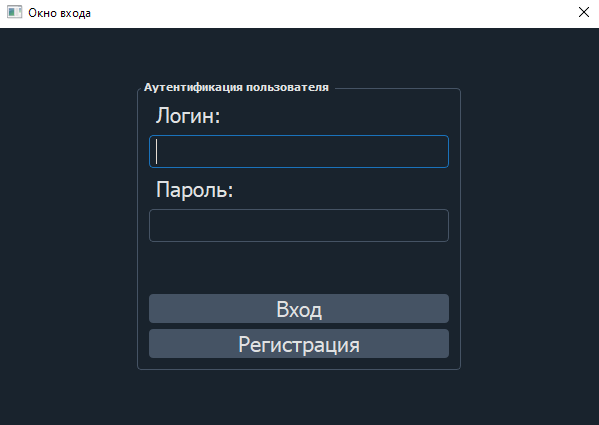 Окно входа
Аутентификация пользователя
Логин:
Пароль:
Вход
Регистрация